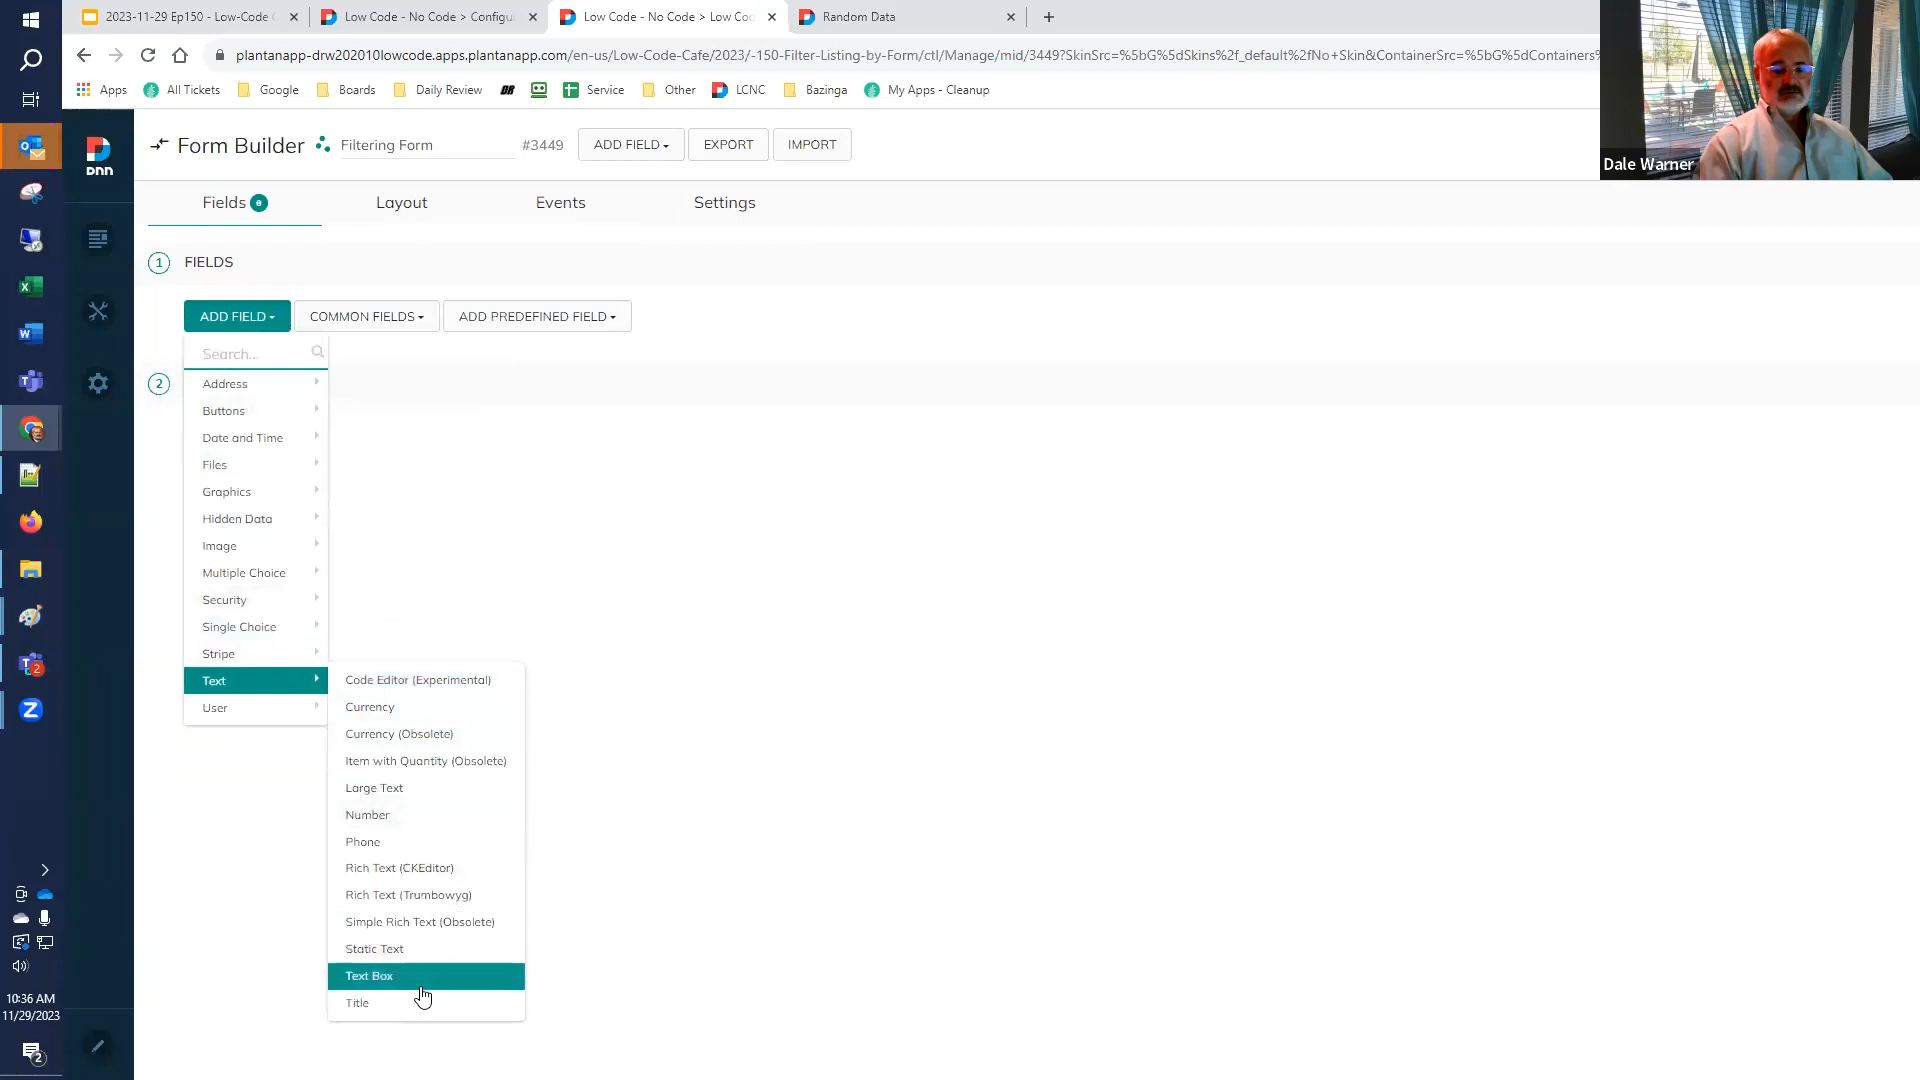 2023-11-29 Ep150 - Low-Code C
Low Code - No Code > Configu
Low Code - No Code > Low Co
Random Data
plantanapp-drw202010lowcode.apps.plantanapp.com/en-us/Low-Code-Cafe/2023/-150-Filter-Listing-by-Form/ctl/Manage/mid/3449?SkinSrc=%5bG%5dSkins%2f_default%2fNo+Skin&ContainerSrc=%5bG%5dContainers%
Apps
All Tickets
Google
Boards
Daily Review
Service
Other
LCNC
Bazinga
My Apps - Cleanup
Dale Warner
Form Builder
Filtering Form
#3449
ADD FIELD
EXPORT
IMPORT
Fields
Layout
Events
Settings
1 FIELDS
ADD FIELD
COMMON FIELDS
ADD PREDEFINED FIELD
Search...
2
Address
Buttons
Date and Time
Files
Graphics
Hidden Data
Image
Multiple Choice
Security
Single Choice
Stripe
Text
User
Code Editor (Experimental)
Currency
Currency (Obsolete)
Item with Quantity (Obsolete)
Large Text
Number
Phone
Rich Text (CKEditor)
Rich Text (Trumbowyg)
Simple Rich Text (Obsolete)
Static Text
Text Box
Title
Dnn
2
10:36 AM
11/29/2023
2